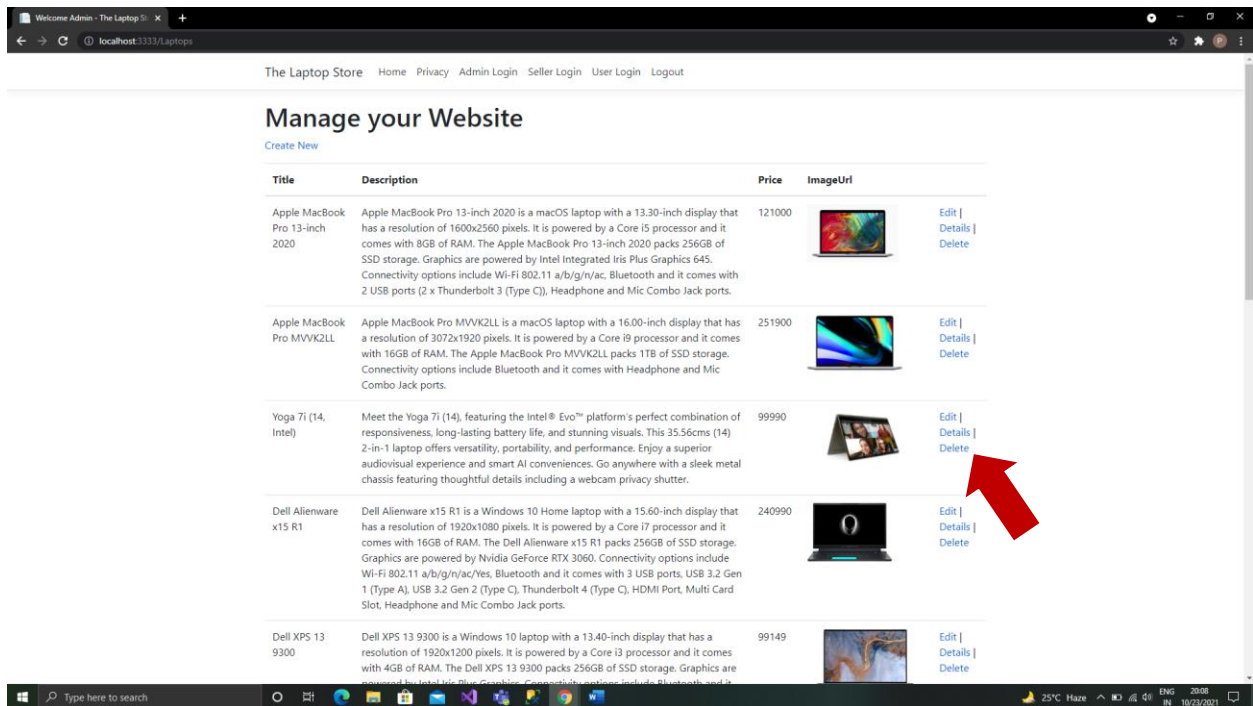 Welcome Admin - The Laptop St
localhost:3333/Laptops
The Laptop Store Home Privacy Admin Login Seller Login User Login Logout
Manage your Website
Create New
Title Description Price ImageUrl
Apple MacBook Pro 13-inch 2020
Apple MacBook Pro 13-inch 2020 is a macOS laptop with a 13.30-inch display that
has a resolution of 1600x2560 pixels. It is powered by a Core i5 processor and it
comes with 8GB of RAM. The Apple MacBook Pro 13-inch 2020 packs 256GB of
SSD storage. Graphics are powered by Intel Integrated Iris Plus Graphics 645.
Connectivity options include Wi-Fi 802.11 a/b/g/n/ac, Bluetooth and it comes with
2 USB ports (2 x Thunderbolt 3 (Type C)), Headphone and Mic Combo Jack ports.
121000
Edit |
Details |
Delete
Apple MacBook
Pro MVVK2LL
Apple MacBook Pro MVVK2LL is a macOS laptop with a 16.00-inch display that has
a resolution of 3072x1920 pixels. It is powered by a Core i9 processor and it comes
with 16GB of RAM. The Apple MacBook Pro MVVK2LL packs 1TB of SSD storage.
Connectivity options include Bluetooth and it comes with Headphone and Mic
Combo Jack ports.
251900
Edit |
Details |
Delete
Yoga 7i (14,
Intel)
Meet the Yoga 7i (14), featuring the Intel® Evo™ platform's perfect combination of
responsiveness, long-lasting battery life, and stunning visuals. This 35.56cms (14)
2-in-1 laptop offers versatility, portability, and performance. Enjoy a superior
audiovisual experience and smart AI conveniences. Go anywhere with a sleek metal
chassis featuring thoughtful details including a webcam privacy shutter.
99990
Edit |
Details |
Delete
Dell Alienware
x15 R1
Dell Alienware x15 R1 is a Windows 10 Home laptop with a 15.60-inch display that
has a resolution of 1920x1080 pixels. It is powered by a Core i7 processor and it
comes with 16GB of RAM. The Dell Alienware x15 R1 packs 256GB of SSD storage.
Graphics are powered by Nvidia GeForce RTX 3060. Connectivity options include
Wi-Fi 802.11 a/b/g/n/ac/Yes, Bluetooth and it comes with 3 USB ports, USB 3.2 Gen
1 (Type A), USB 3.2 Gen 2 (Type C), Thunderbolt 4 (Type C), HDMI Port, Multi Card
Slot, Headphone and Mic Combo Jack ports.
240990
Edit |
Details |
Delete
Dell XPS 13
9300
Dell XPS 13 9300 is a Windows 10 laptop with a 13.40-inch display that has a
resolution of 1920x1200 pixels. It is powered by a Core i3 processor and it comes
with 4GB of RAM. The Dell XPS 13 9300 packs 256GB of SSD storage. Graphics are
powered by Intel Iris Plus Graphics. Connectivity options include Bluetooth and it
99149
Edit |
Details |
Delete
Type here to search
25°C Haze
ENG
IN
20:08
10/23/2021